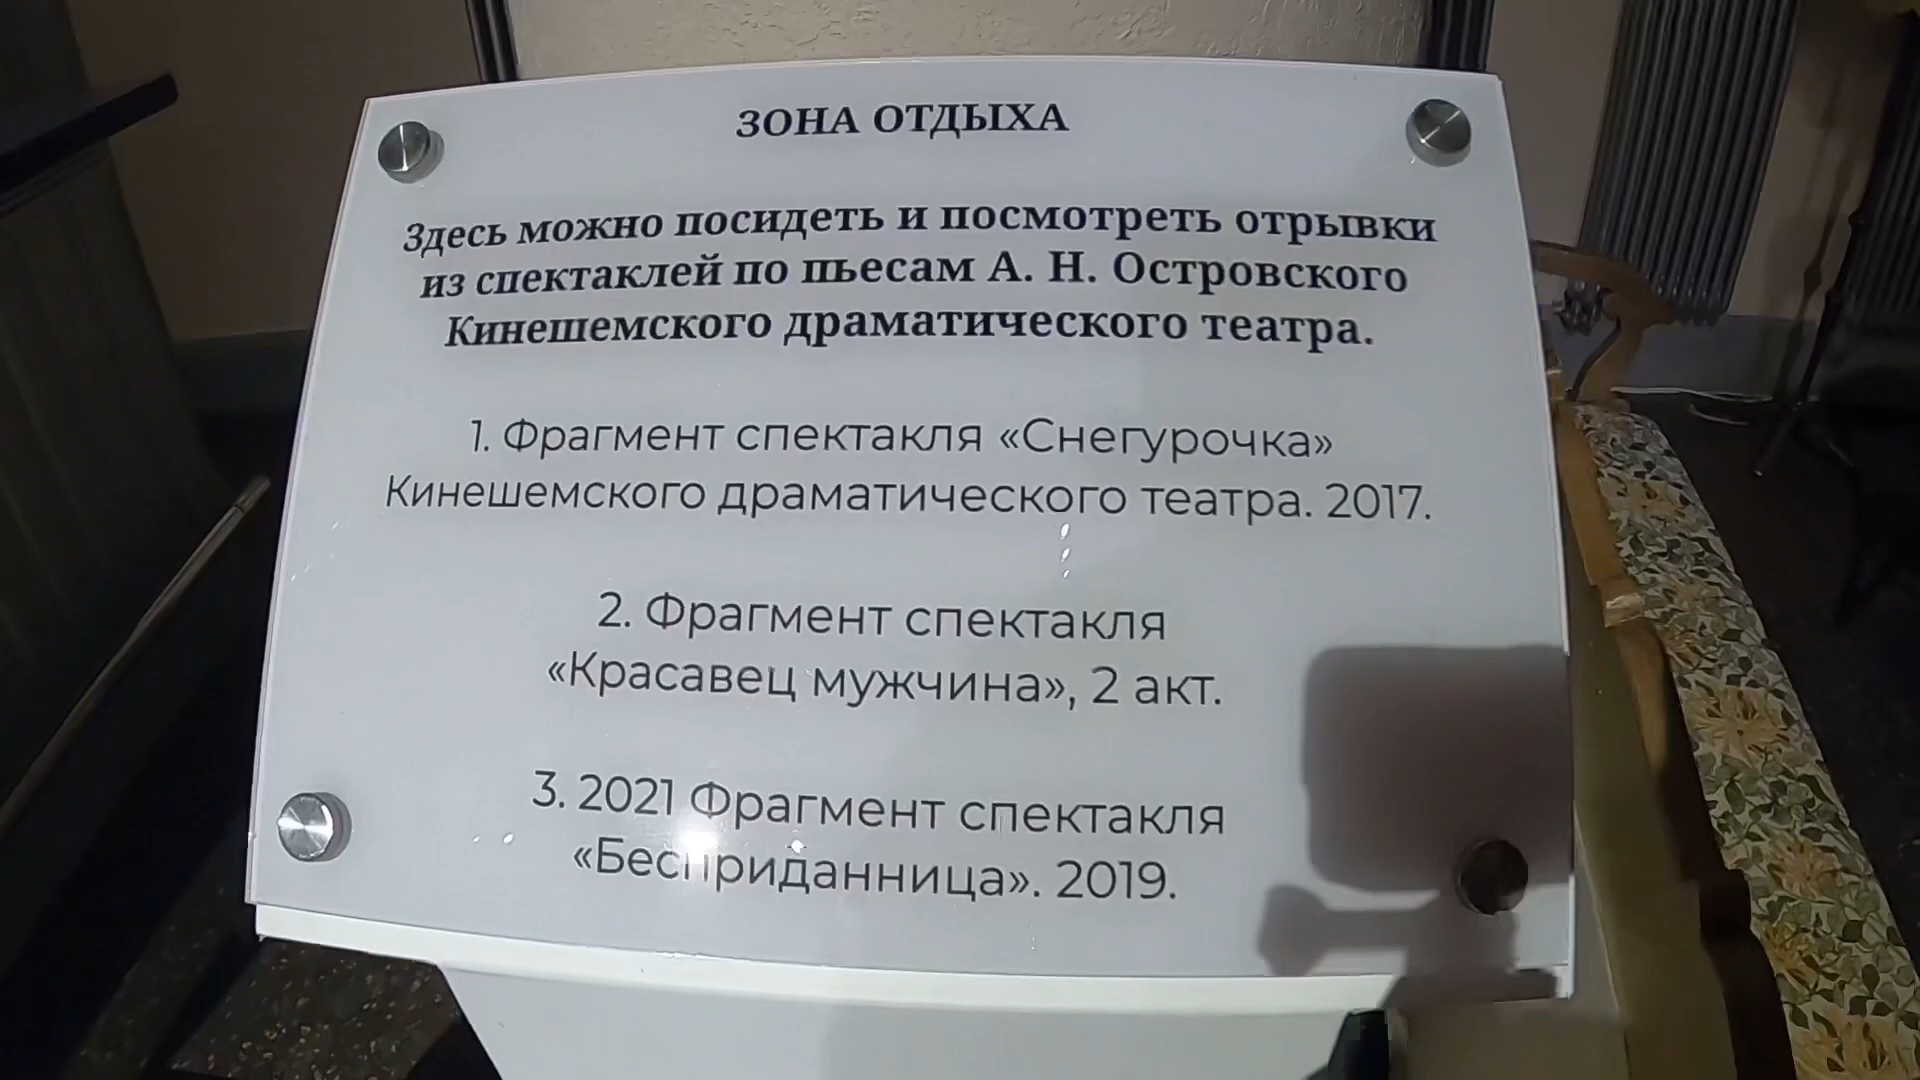 ЗОНА ОТДЫХА
Здесь можно посидеть и посмотреть отрывки
из спектаклей по пьесам А. Н. Островского
Кинешемского драматического театра.
1. Фрагмент спектакля «Снегурочка»
Кинешемского драматического театра. 2017.
2. Фрагмент спектакля
«Красавец мужчина», 2 акт.
3. 2021 Фрагмент спектакля
«Бесприданница». 2019.